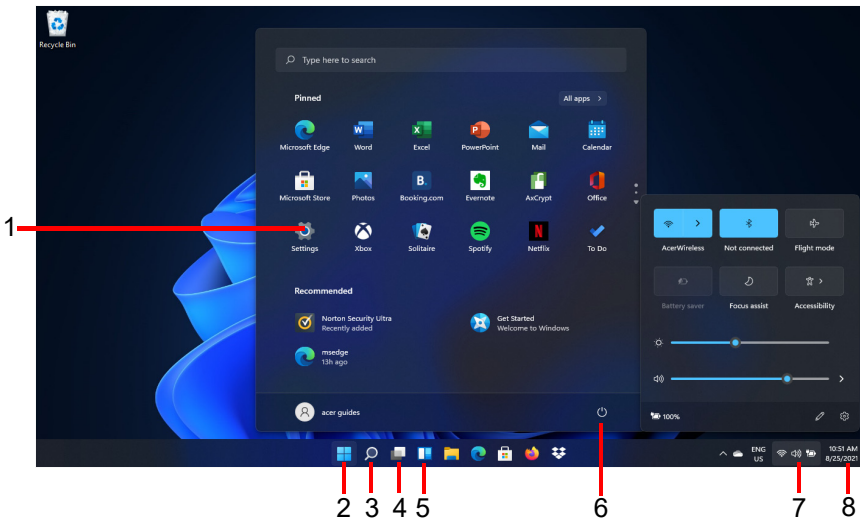 Recycle Bin
Type here to search
Pinned
All apps >
Microsoft Edge
Word
Excel
PowerPoint
Mail
Calendar
Microsoft Store
Photos
Booking.com
Evernote
AxCrypt
Office
Settings
Xbox
Solitaire
Spotify
Netflix
To Do
Recommended
Norton Security Ultra
Recently added
Get Started
Welcome to Windows
msedge
13h ago
acer guides
AcerWireless
Not connected
Flight mode
Battery saver
Focus assist
Accessibility
100%
ENG
US
10:51 AM
8/25/2021
1
2
3
4
5
6
7
8